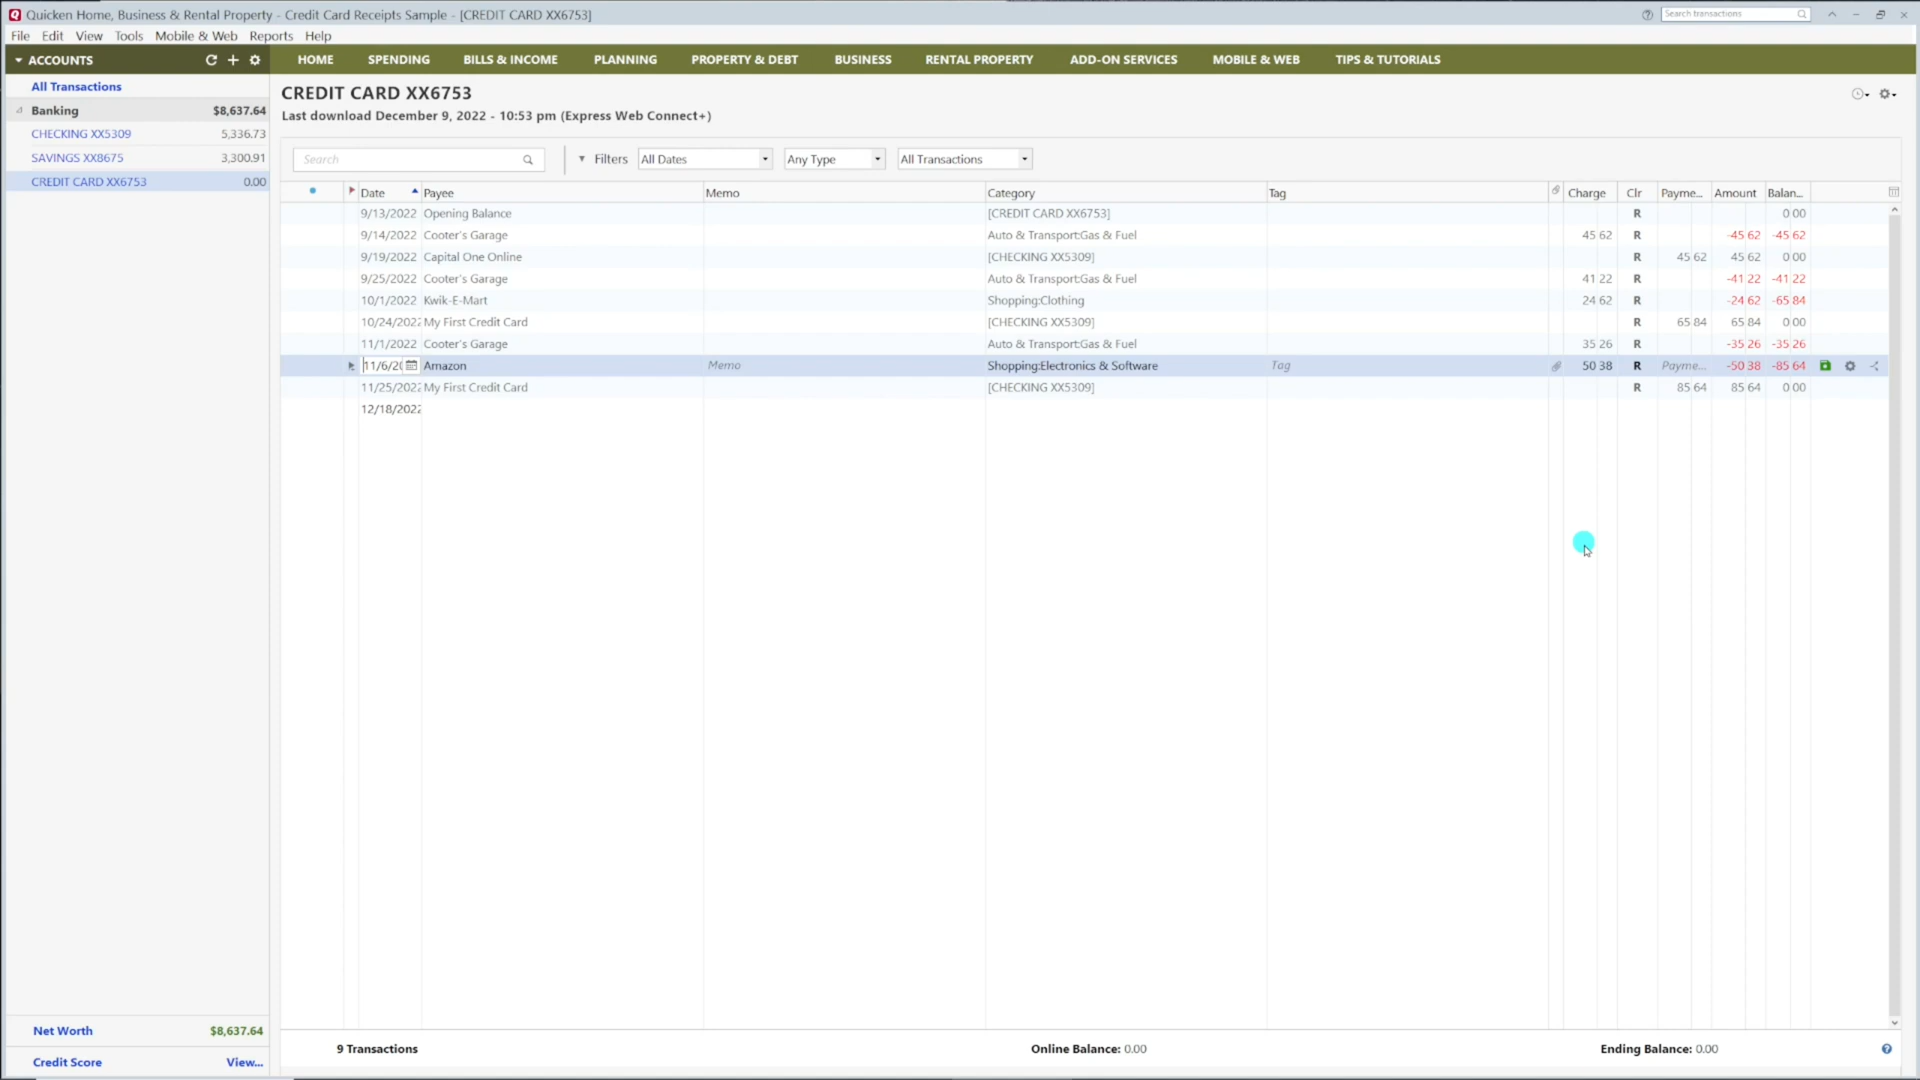 Quicken Home, Business & Rental Property - Credit Card Receipts Sample - [CREDIT CARD XX6753]
Search transactions
File Edit View Tools Mobile & Web Reports Help
ACCOUNTS
HOME SPENDING BILLS & INCOME PLANNING PROPERTY & DEBT BUSINESS RENTAL PROPERTY ADD-ON SERVICES MOBILE & WEB TIPS & TUTORIALS
All Transactions
Banking $8,637.64
CHECKING XX5309 5,336.73
SAVINGS XX8675 3,300.91
CREDIT CARD XX6753 0.00
CREDIT CARD XX6753
Last download December 9, 2022 - 10:53 pm (Express Web Connect+)
Search Filters All Dates Any Type All Transactions
Date Payee Memo Category Tag Charge Clr Payme... Amount Balan...
9/13/2022 Opening Balance [CREDIT CARD XX6753] R 0 00
9/14/2022 Cooter's Garage Auto & Transport:Gas & Fuel 45 62 R -45 62 -45 62
9/19/2022 Capital One Online [CHECKING XX5309] R 45 62 45 62 0 00
9/25/2022 Cooter's Garage Auto & Transport:Gas & Fuel 41 22 R -41 22 -41 22
10/1/2022 Kwik-E-Mart Shopping:Clothing 24 62 R -24 62 -65 84
10/24/2022 My First Credit Card [CHECKING XX5309] R 65 84 65 84 0 00
11/1/2022 Cooter's Garage Auto & Transport:Gas & Fuel 35 26 R -35 26 -35 26
11/6/20 Amazon Memo Shopping:Electronics & Software Tag 50 38 R Payme... -50 38 -85 64
11/25/2022 My First Credit Card [CHECKING XX5309] R 85 64 85 64 0 00
12/18/2022
Net Worth $8,637.64
Credit Score View...
9 Transactions Online Balance: 0.00 Ending Balance: 0.00